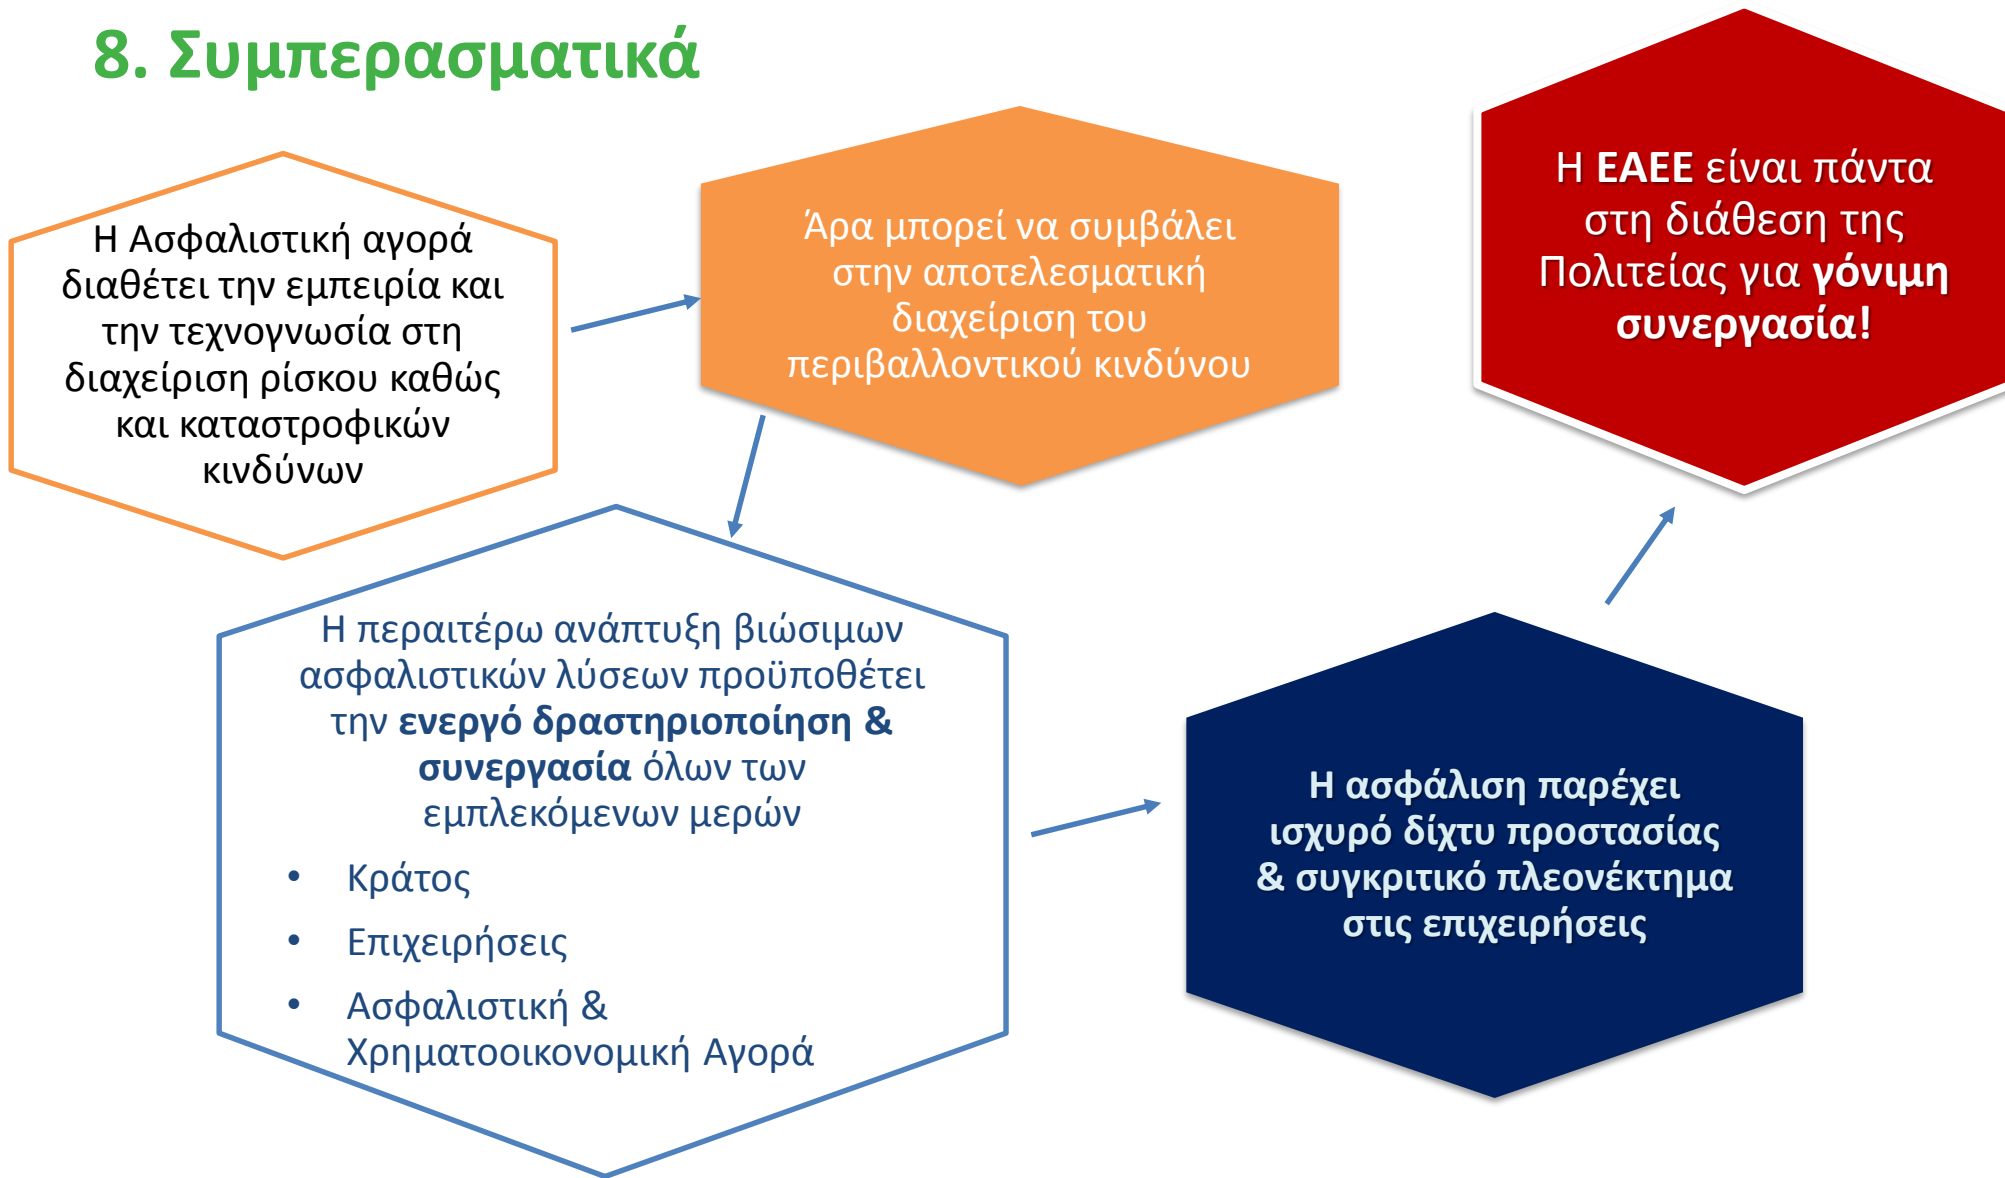 8. Συμπερασματικά
Η Ασφαλιστική αγορά
διαθέτει την εμπειρία και
την τεχνογνωσία στη
διαχείριση ρίσκου καθώς
και καταστροφικών
κινδύνων
Άρα μπορεί να συμβάλει
στην αποτελεσματική
διαχείριση του
περιβαλλοντικού κινδύνου
Η περαιτέρω ανάπτυξη βιώσιμων
ασφαλιστικών λύσεων προϋποθέτει
την ενεργό δραστηριοποίηση &
συνεργασία όλων των
εμπλεκόμενων μερών
• Κράτος
• Επιχειρήσεις
• Ασφαλιστική &
Χρηματοοικονομική Αγορά
Η ασφάλιση παρέχει
ισχυρό δίχτυ προστασίας
& συγκριτικό πλεονέκτημα
στις επιχειρήσεις
Η ΕΑΕΕ είναι πάντα
στη διάθεση της
Πολιτείας για γόνιμη
συνεργασία!